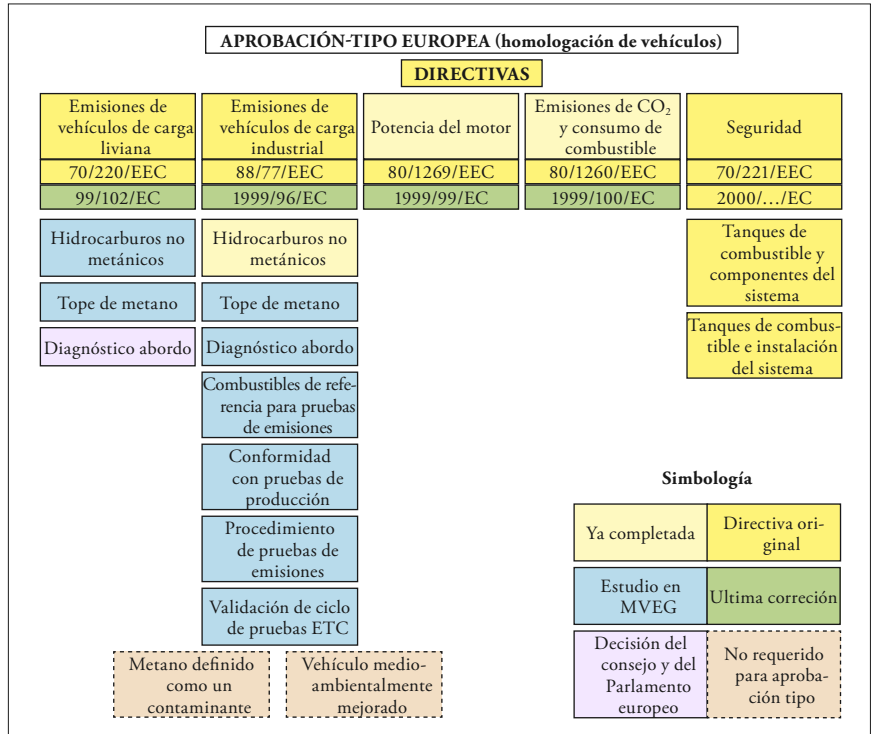 APROBACIÓN-TIPO EUROPEA (homologación de vehículos)
DIRECTIVAS
Emisiones de
vehículos de carga
liviana
70/220/EEC
99/102/EC
Emisiones de
vehículos de carga
industrial
88/77/EEC
1999/96/EC
Potencia del motor
80/1269/EEC
1999/99/EC
Emisiones de CO₂
y consumo de
combustible
80/1260/EEC
1999/100/EC
Seguridad
70/221/EEC
2000/…/EC
Hidrocarburos no
metánicos
Tope de metano
Diagnóstico abordo
Hidrocarburos no
metánicos
Tope de metano
Diagnóstico abordo
Combustibles de refe-
rencia para pruebas
de emisiones
Conformidad
con pruebas de
producción
Procedimiento
de pruebas de
emisiones
Validación de ciclo
de pruebas ETC
Tanques de
combustible y
componentes del
sistema
Tanques de combus-
tible e instalación
del sistema
Metano definido
como un
contaminante
Vehículo medio-
ambientalmente
mejorado
Simbología
Ya completada
Directiva ori-
ginal
Estudio en
MVEG
Ultima correción
Decisión del
consejo y del
Parlamento
europeo
No requerido
para aproba-
ción tipo